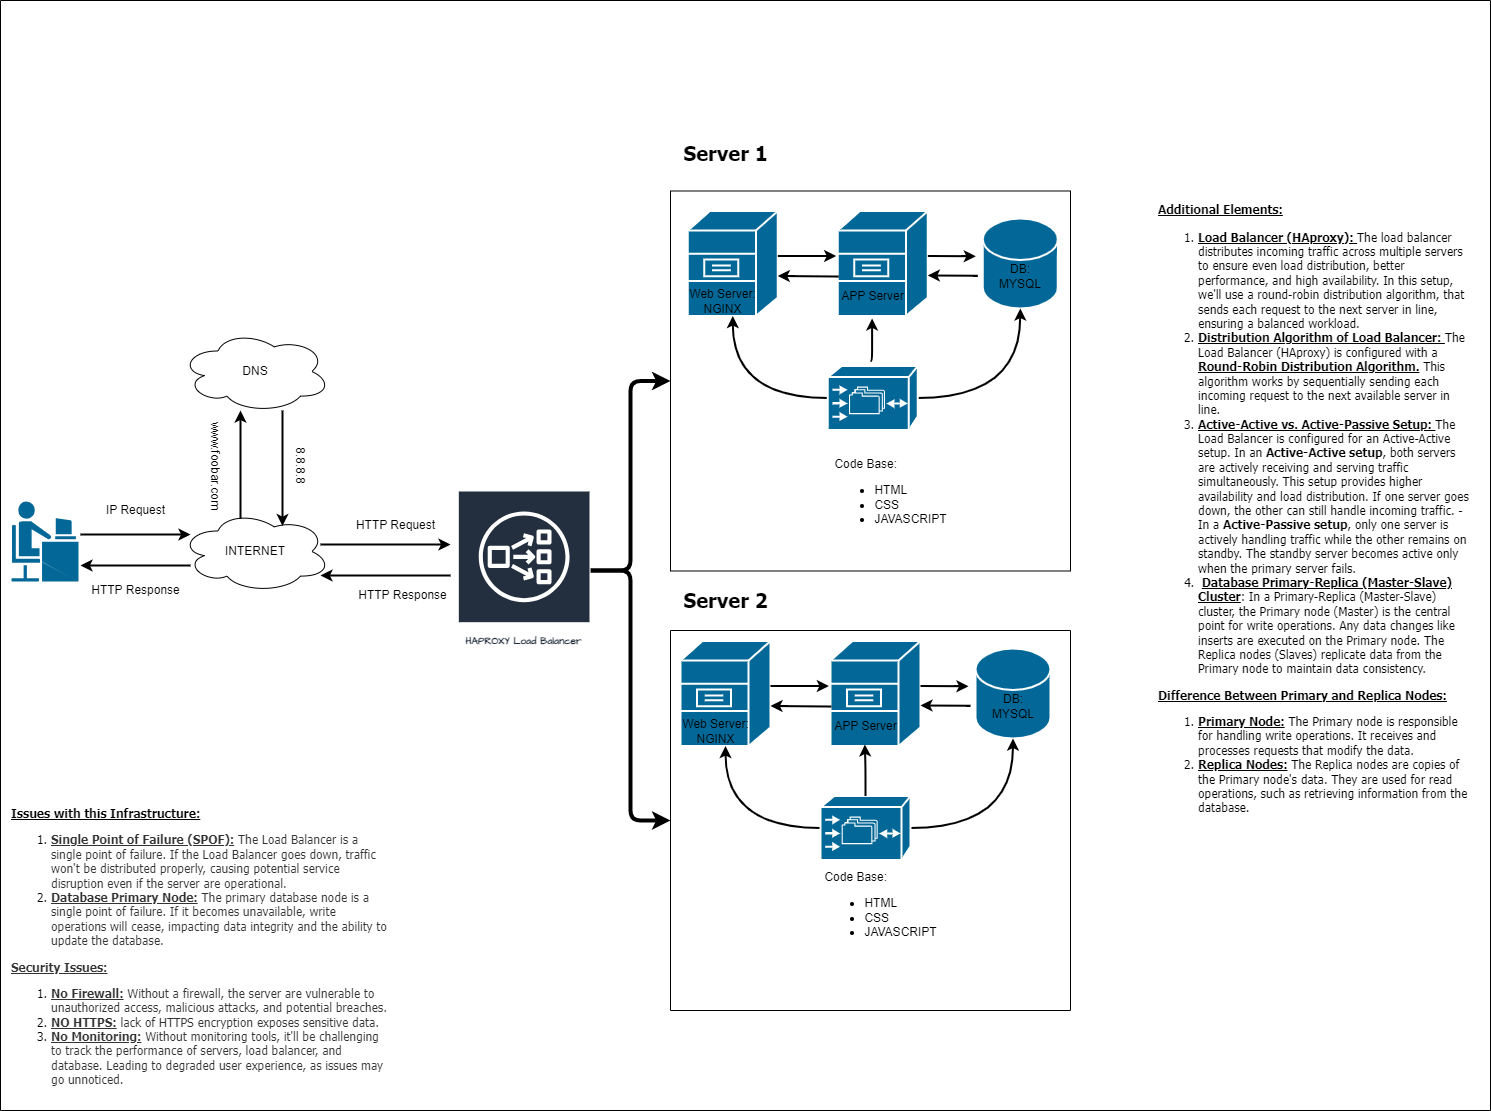 Server 1
Web Server:
NGINX
APP Server
DB:
MYSQL
Code Base:
• HTML
• CSS
• JAVASCRIPT
DNS
www.foobar.com
8.8.8.8
IP Request
HTTP Response
INTERNET
HTTP Request
HTTP Response
HAPROXY Load Balancer
Server 2
Web Server:
NGINX
APP Server
DB:
MYSQL
Code Base:
• HTML
• CSS
• JAVASCRIPT
Additional Elements:
1. Load Balancer (HAproxy): The load balancer
distributes incoming traffic across multiple servers
to ensure even load distribution, better
performance, and high availability. In this setup,
we'll use a round-robin distribution algorithm, that
sends each request to the next server in line,
ensuring a balanced workload.
2. Distribution Algorithm of Load Balancer: The
Load Balancer (HAproxy) is configured with a
Round-Robin Distribution Algorithm. This
algorithm works by sequentially sending each
incoming request to the next available server in
line.
3. Active-Active vs. Active-Passive Setup: The
Load Balancer is configured for an Active-Active
setup. In an Active-Active setup, both servers
are actively receiving and serving traffic
simultaneously. This setup provides higher
availability and load distribution. If one server goes
down, the other can still handle incoming traffic. -
In a Active-Passive setup, only one server is
actively handling traffic while the other remains on
standby. The standby server becomes active only
when the primary server fails.
4. Database Primary-Replica (Master-Slave)
Cluster: In a Primary-Replica (Master-Slave)
cluster, the Primary node (Master) is the central
point for write operations. Any data changes like
inserts are executed on the Primary node. The
Replica nodes (Slaves) replicate data from the
Primary node to maintain data consistency.
Difference Between Primary and Replica Nodes:
1. Primary Node: The Primary node is responsible
for handling write operations. It receives and
processes requests that modify the data.
2. Replica Nodes: The Replica nodes are copies of
the Primary node's data. They are used for read
operations, such as retrieving information from the
database.
Issues with this Infrastructure:
1. Single Point of Failure (SPOF): The Load Balancer is a
single point of failure. If the Load Balancer goes down, traffic
won't be distributed properly, causing potential service
disruption even if the server are operational.
2. Database Primary Node: The primary database node is a
single point of failure. If it becomes unavailable, write
operations will cease, impacting data integrity and the ability to
update the database.
Security Issues:
1. No Firewall: Without a firewall, the server are vulnerable to
unauthorized access, malicious attacks, and potential breaches.
2. NO HTTPS: lack of HTTPS encryption exposes sensitive data.
3. No Monitoring: Without monitoring tools, it'll be challenging
to track the performance of servers, load balancer, and
database. Leading to degraded user experience, as issues may
go unnoticed.